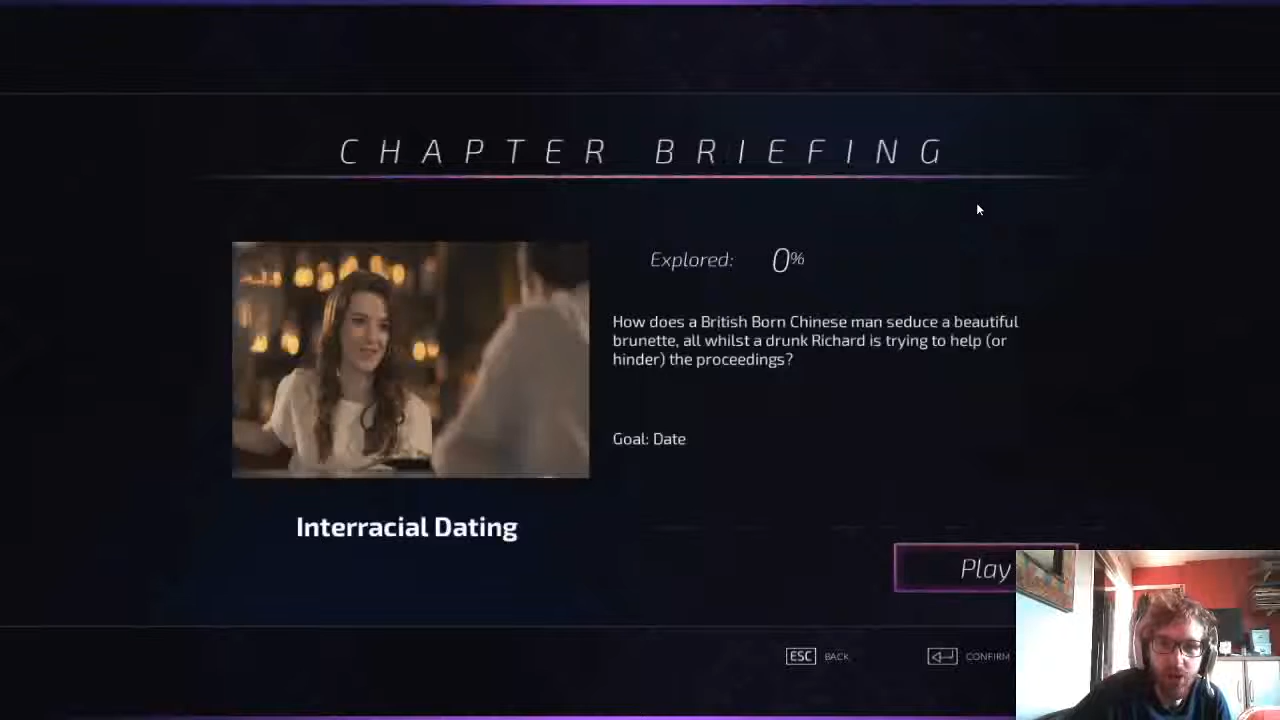 CHAPTER BRIEFING
Explored: 0%
How does a British Born Chinese man seduce a beautiful
brunette, all whilst a drunk Richard is trying to help (or
hinder) the proceedings?
Goal: Date
Interracial Dating
Play
ESC BACK
CONFIRM